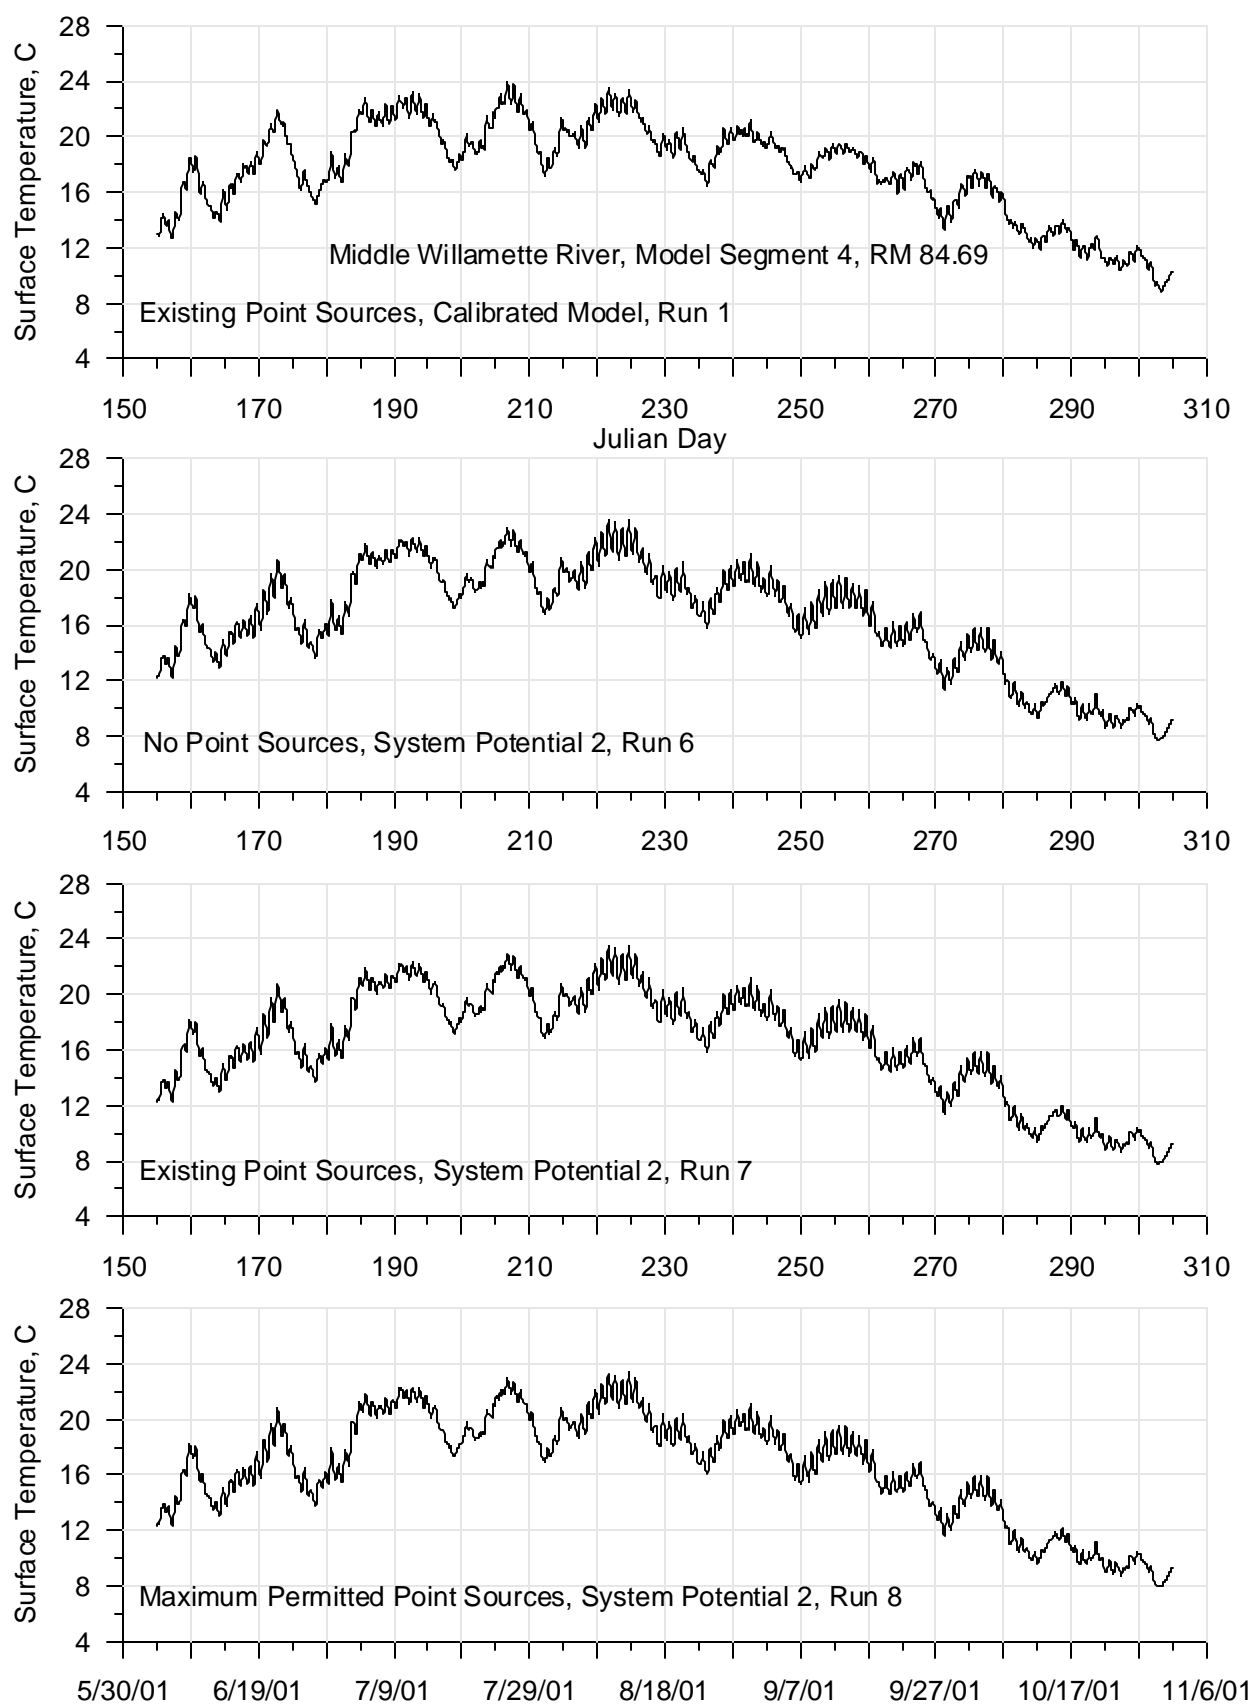 28
24
20
16
12
8
4
Surface Temperature, C
Middle Willamette River, Model Segment 4, RM 84.69
Existing Point Sources, Calibrated Model, Run 1
150 170 190 210 230 250 270 290 310
Julian Day
28
24
20
16
12
8
4
Surface Temperature, C
No Point Sources, System Potential 2, Run 6
150 170 190 210 230 250 270 290 310
28
24
20
16
12
8
4
Surface Temperature, C
Existing Point Sources, System Potential 2, Run 7
150 170 190 210 230 250 270 290 310
28
24
20
16
12
8
4
Surface Temperature, C
Maximum Permitted Point Sources, System Potential 2, Run 8
5/30/01 6/19/01 7/9/01 7/29/01 8/18/01 9/7/01 9/27/01 10/17/01 11/6/01